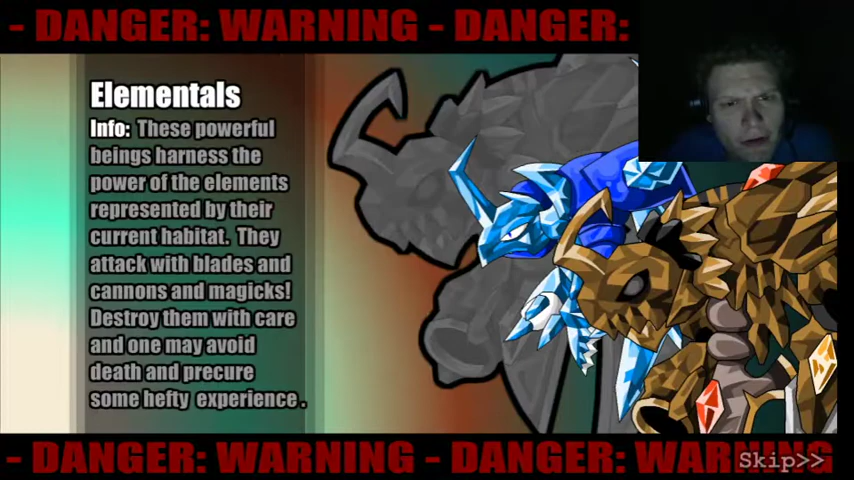 - DANGER: WARNING - DANGER:
Elementals
Info: These powerful
beings harness the
power of the elements
represented by their
current habitat. They
attack with blades and
cannons and magicks!
Destroy them with care
and one may avoid
death and precure
some hefty experience .
- DANGER: WARNING - DANGER: WARNING
Skip>>